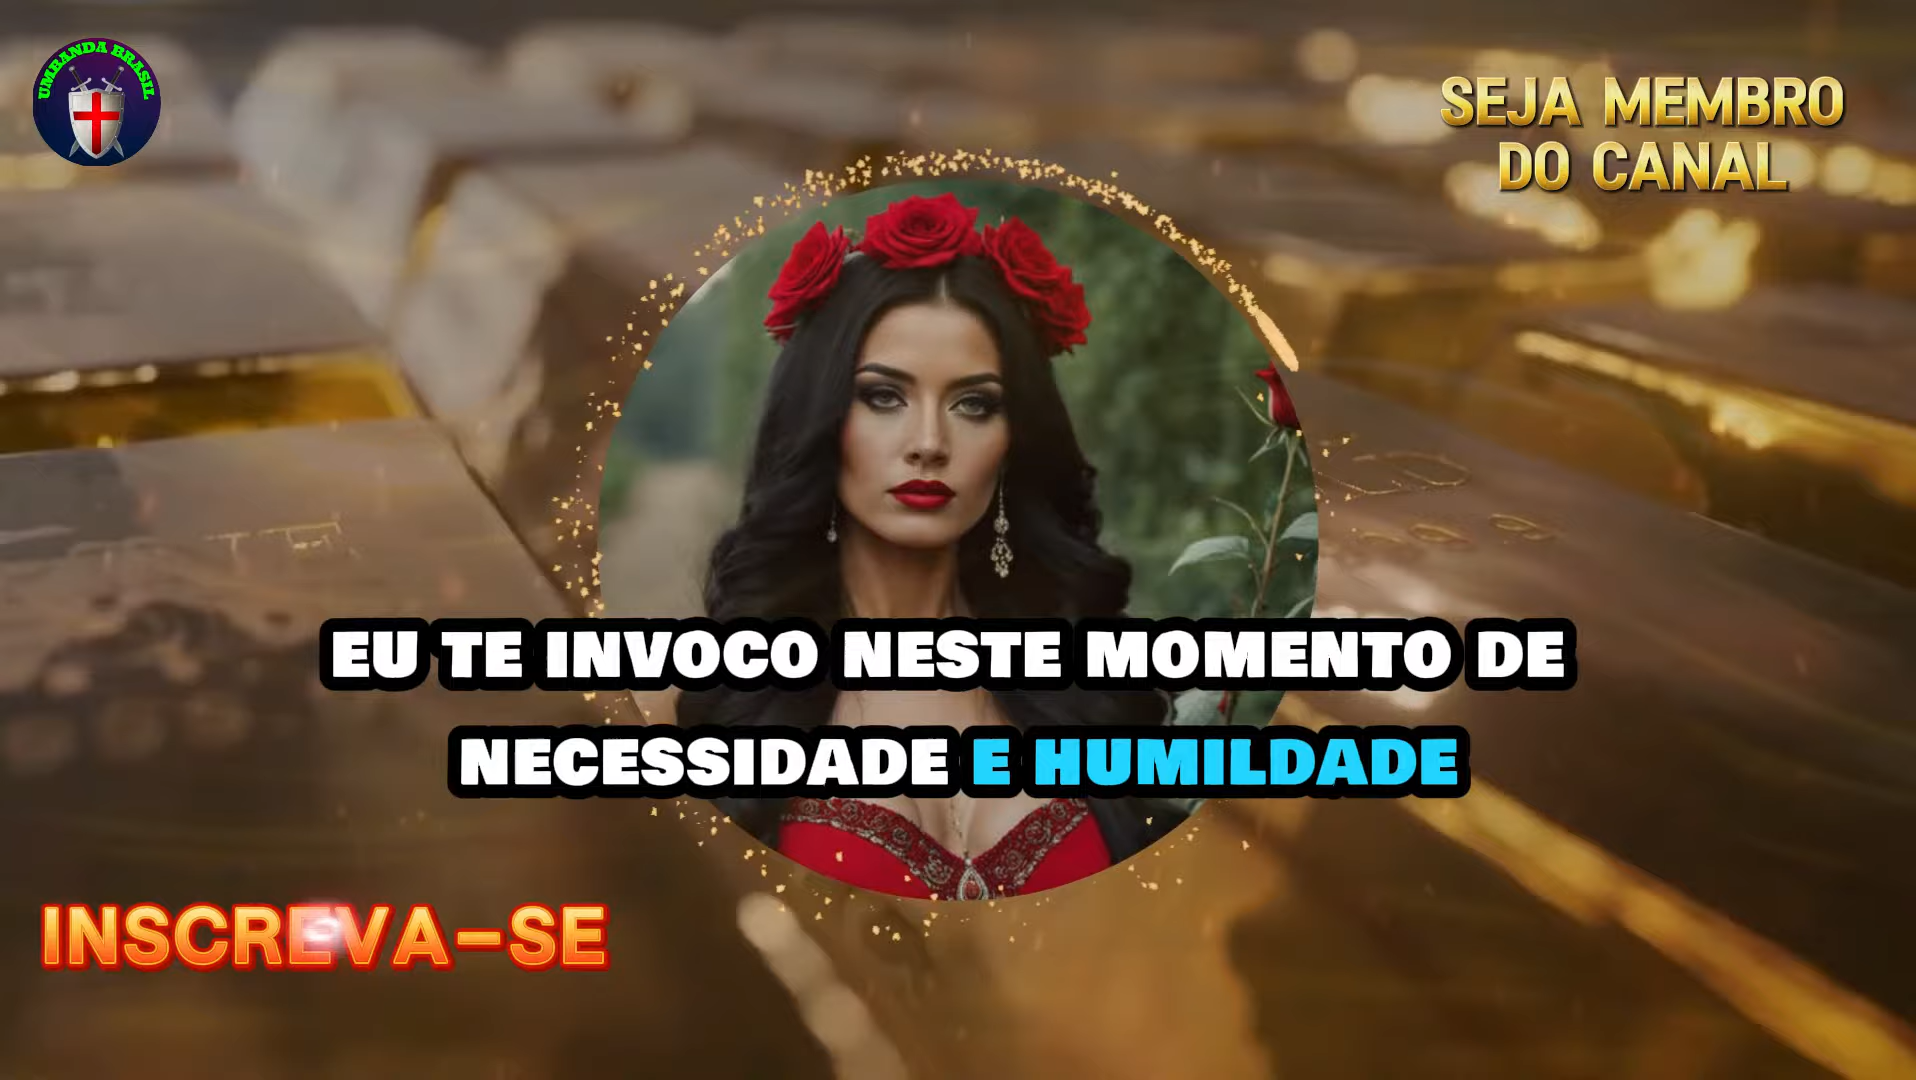 UMBANDA BRASIL
SEJA MEMBRO
DO CANAL
EU TE INVOCO NESTE MOMENTO DE
NECESSIDADE E HUMILDADE
INSCREVA-SE